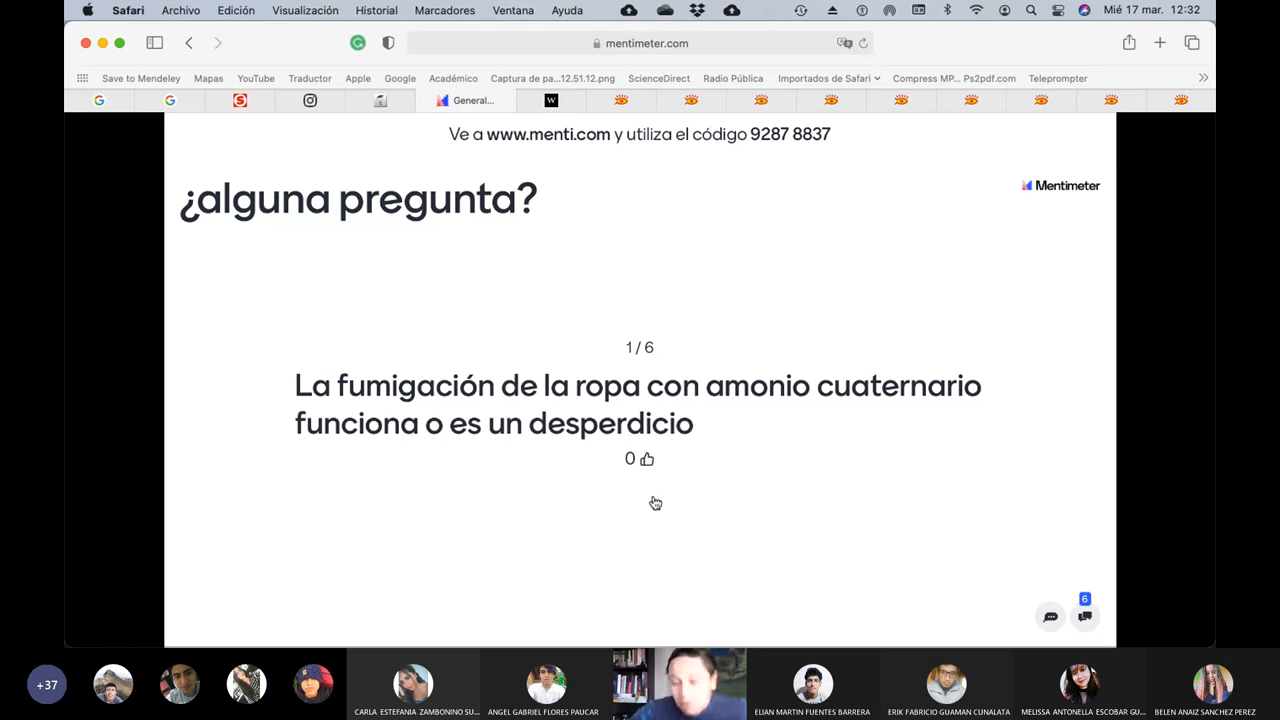 Safari Archivo Edición Visualización Historial Marcadores Ventana Ayuda Mié 17 mar. 12:32
mentimeter.com
Save to Mendeley Mapas YouTube Traductor Apple Google Académico Captura de pa...12.51.12.png ScienceDirect Radio Pública Importados de Safari Compress MP... Ps2pdf.com Teleprompter
General...
Ve a www.menti.com y utiliza el código 9287 8837
¿alguna pregunta?
Mentimeter
1 / 6
La fumigación de la ropa con amonio cuaternario
funciona o es un desperdicio
0
6
+37
CARLA ESTEFANIA ZAMBONINO SU...
ANGEL GABRIEL FLORES PAUCAR
ELIAN MARTIN FUENTES BARRERA
ERIK FABRICIO GUAMAN CUNALATA
MELISSA ANTONELLA ESCOBAR GU...
BELEN ANAIZ SANCHEZ PEREZ